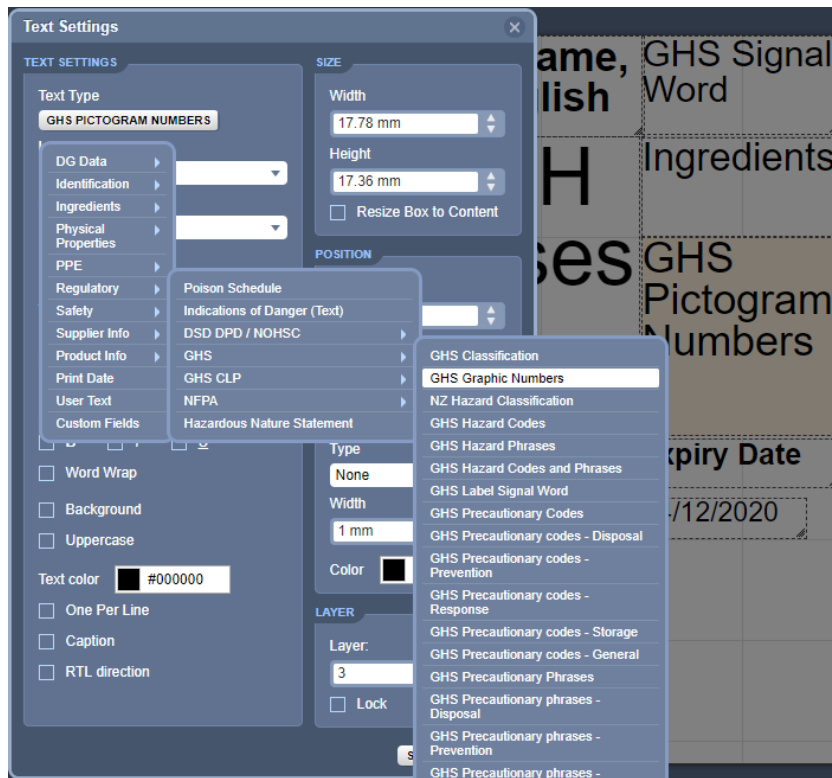 Text Settings
TEXT SETTINGS
Text Type
GHS PICTOGRAM NUMBERS
DG Data
Identification
Ingredients
Physical
Properties
PPE
Regulatory
Safety
Supplier Info
Product Info
Print Date
User Text
Custom Fields
Poison Schedule
Indications of Danger (Text)
DSD DPD / NOHSC
GHS
GHS CLP
NFPA
Hazardous Nature Statement
GHS Classification
GHS Graphic Numbers
NZ Hazard Classification
GHS Hazard Codes
GHS Hazard Phrases
GHS Hazard Codes and Phrases
GHS Label Signal Word
GHS Precautionary Codes
GHS Precautionary codes - Disposal
GHS Precautionary codes -
Prevention
GHS Precautionary codes -
Response
GHS Precautionary codes - Storage
GHS Precautionary codes - General
GHS Precautionary Phrases
GHS Precautionary phrases -
Disposal
GHS Precautionary phrases -
Prevention
GHS Precautionary phrases -
Word Wrap
Background
Uppercase
Text color #000000
One Per Line
Caption
RTL direction
SIZE
Width
17.78 mm
Height
17.36 mm
Resize Box to Content
POSITION
Type
None
Width
1 mm
Color
LAYER
Layer:
3
Lock
ame,
lish
H
ses
GHS Signal
Word
Ingredients
GHS
Pictogram
Numbers
xpiry Date
/12/2020